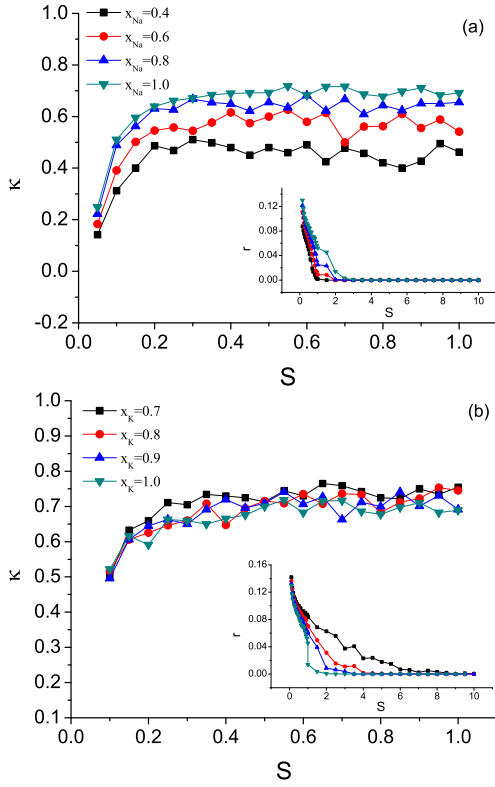 (a)
x_Na=0.4
x_Na=0.6
x_Na=0.8
x_Na=1.0
1.0
0.8
0.6
0.4
0.2
0.0
-0.2
κ
0.0 0.2 0.4 0.6 0.8 1.0
S
0.12
0.08
0.04
0.00
r
0 2 4 6 8 10
S
(b)
x_K=0.7
x_K=0.8
x_K=0.9
x_K=1.0
1.0
0.9
0.8
0.7
0.6
0.5
0.4
0.3
0.2
0.1
κ
0.0 0.2 0.4 0.6 0.8 1.0
S
0.16
0.12
0.08
0.04
0.00
r
0 2 4 6 8 10
S